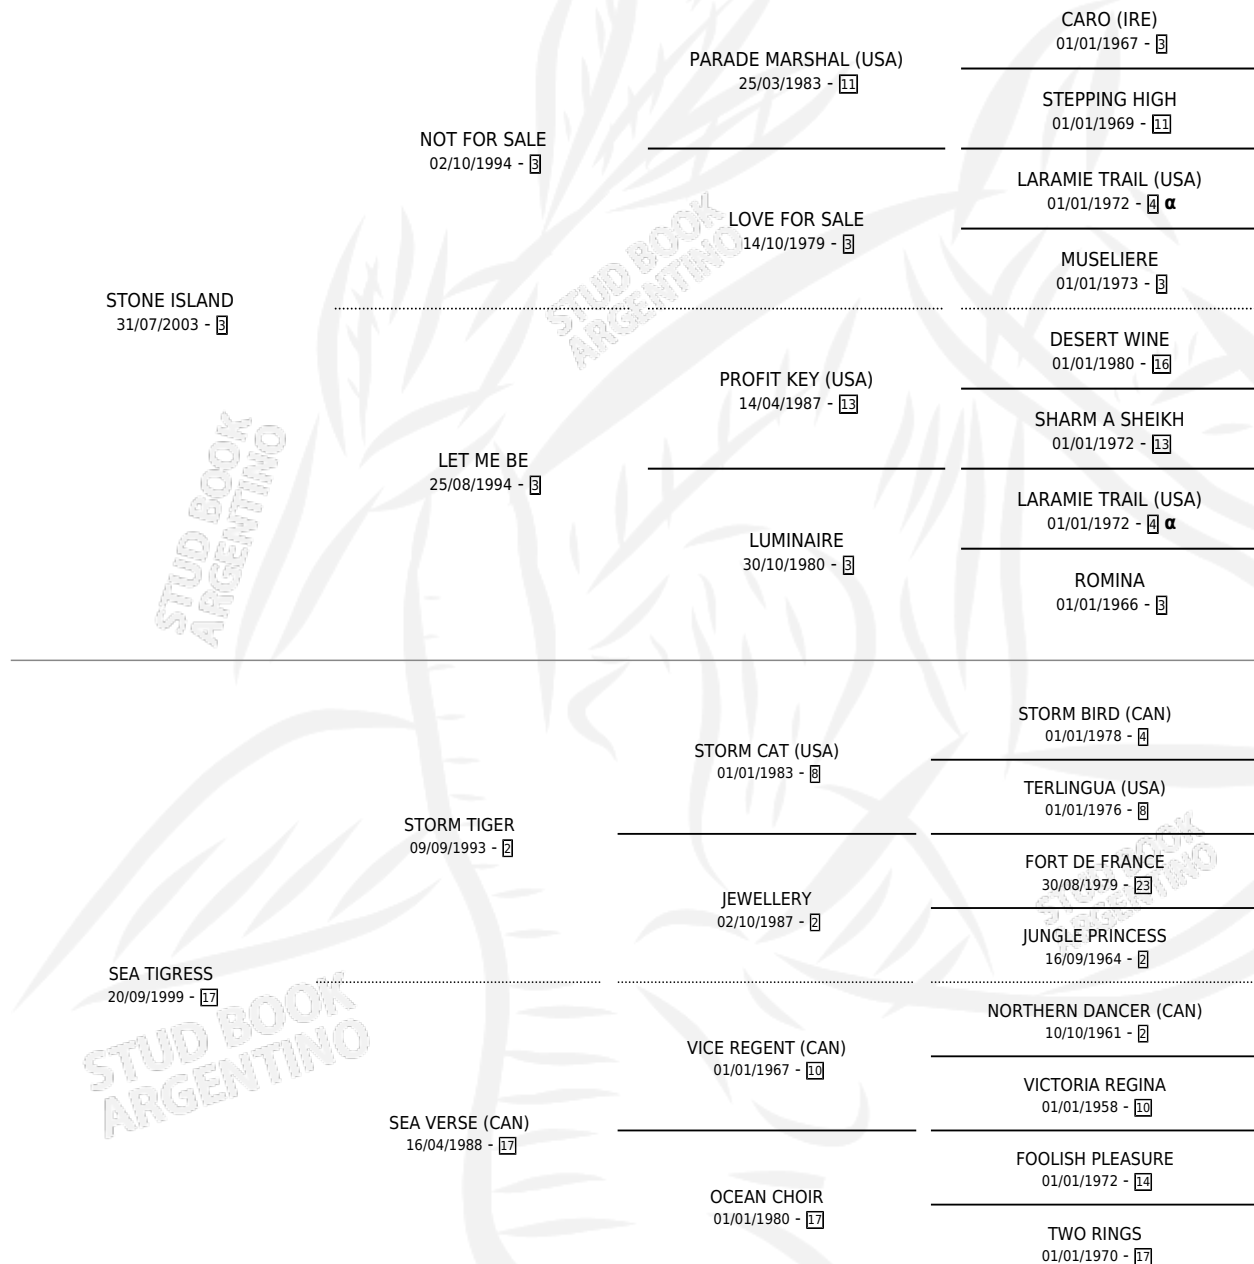 CARO (IRE)
01/01/1967 - 3
PARADE MARSHAL (USA)
25/03/1983 - 11
STEPPING HIGH
01/01/1969 - 11
NOT FOR SALE
02/10/1994 - 3
LARAMIE TRAIL (USA)
01/01/1972 - 4 α
LOVE FOR SALE
14/10/1979 - 3
MUSELIERE
01/01/1973 - 3
STONE ISLAND
31/07/2003 - 3
DESERT WINE
01/01/1980 - 16
PROFIT KEY (USA)
14/04/1987 - 13
SHARM A SHEIKH
01/01/1972 - 13
LET ME BE
25/08/1994 - 3
LARAMIE TRAIL (USA)
01/01/1972 - 4 α
LUMINAIRE
30/10/1980 - 3
ROMINA
01/01/1966 - 3
STORM BIRD (CAN)
01/01/1978 - 4
STORM CAT (USA)
01/01/1983 - 8
TERLINGUA (USA)
01/01/1976 - 8
STORM TIGER
09/09/1993 - 2
FORT DE FRANCE
30/08/1979 - 23
JEWELLERY
02/10/1987 - 2
JUNGLE PRINCESS
16/09/1964 - 2
SEA TIGRESS
20/09/1999 - 17
NORTHERN DANCER (CAN)
10/10/1961 - 2
VICE REGENT (CAN)
01/01/1967 - 10
VICTORIA REGINA
01/01/1958 - 10
SEA VERSE (CAN)
16/04/1988 - 17
FOOLISH PLEASURE
01/01/1972 - 14
OCEAN CHOIR
01/01/1980 - 17
TWO RINGS
01/01/1970 - 17
STUD BOOK
ARGENTINO
STUD BOOK
ARGENTINO
STUD BOOK
ARGENTINO
STUD BOOK
ARGENTINO